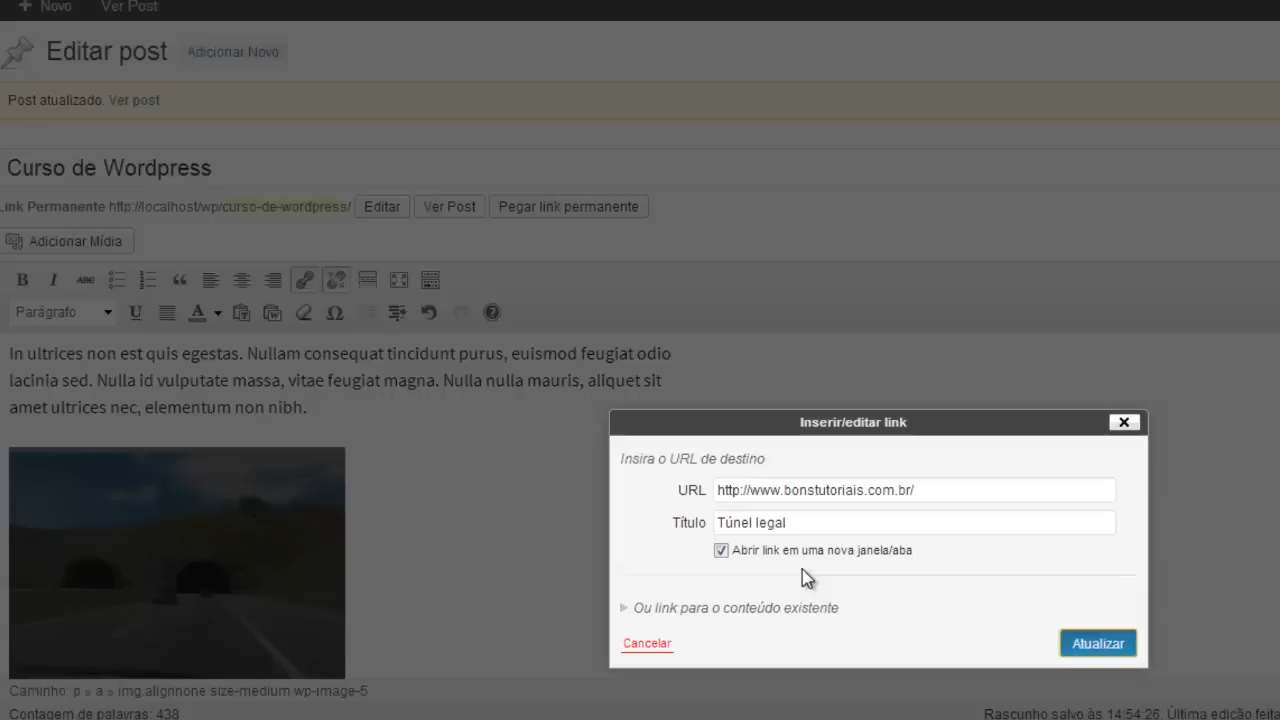 Novo Ver Post
Editar post Adicionar Novo
Post atualizado. Ver post
Curso de Wordpress
Link Permanente http://localhost/wp/curso-de-wordpress/ Editar Ver Post Pegar link permanente
Adicionar Mídia
B I ABC
Parágrafo U A Ω
In ultrices non est quis egestas. Nullam consequat tincidunt purus, euismod feugiat odio
lacinia sed. Nulla id vulputate massa, vitae feugiat magna. Nulla nulla mauris, aliquet sit
amet ultrices nec, elementum non nibh.
Inserir/editar link
Insira o URL de destino
URL http://www.bonstutoriais.com.br/
Título Túnel legal
Abrir link em uma nova janela/aba
Ou link para o conteúdo existente
Cancelar Atualizar
Caminho: p » a » img.alignnone size-medium wp-image-5
Contagem de palavras: 438 Rascunho salvo às 14:54:26. Última edição feita